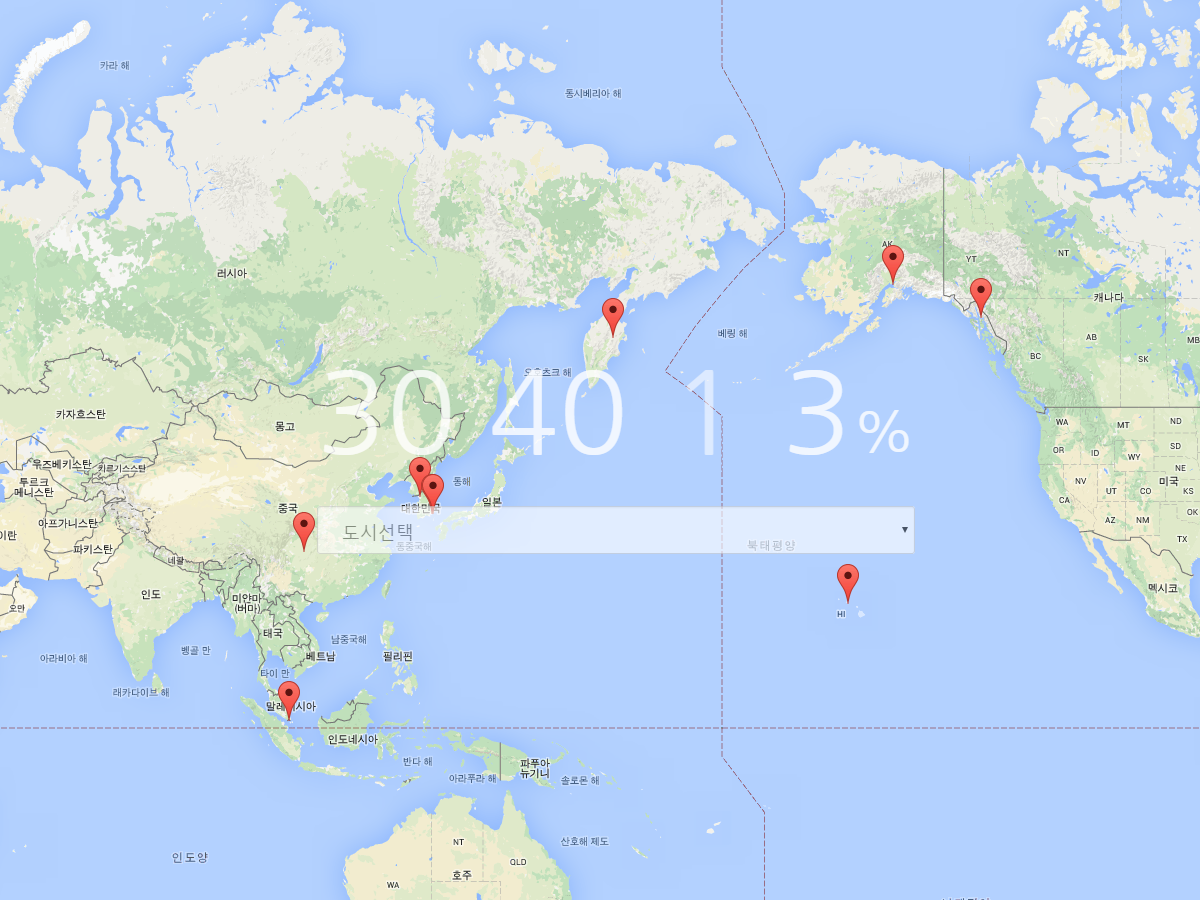 카라 해
동시베리아 해
러시아
AK
YT
NT
캐나다
베링 해
오호츠크 해
BC
AB
SK
MB
카자흐스탄
몽고
30 40 1 3%
WA
MT
ND
OR
ID
WY
SD
NE
우즈베키스탄
키르기스스탄
투르크
메니스탄
동해
일본
NV
UT
CO
미국
KS
CA
아프가니스탄
중국
대한민국
AZ
NM
OK
이란
파키스탄
도시선택
동중국해
북태평양
TX
네팔
인도
미얀마
(버마)
오만
멕시코
HI
태국
남중국해
벵골 만
아라비아 해
베트남
필리핀
타이 만
래카다이브 해
말레이시아
인도네시아
반다 해
파푸아
뉴기니
아라푸라 해
솔로몬 해
산호해 제도
NT
QLD
인도양
호주
WA